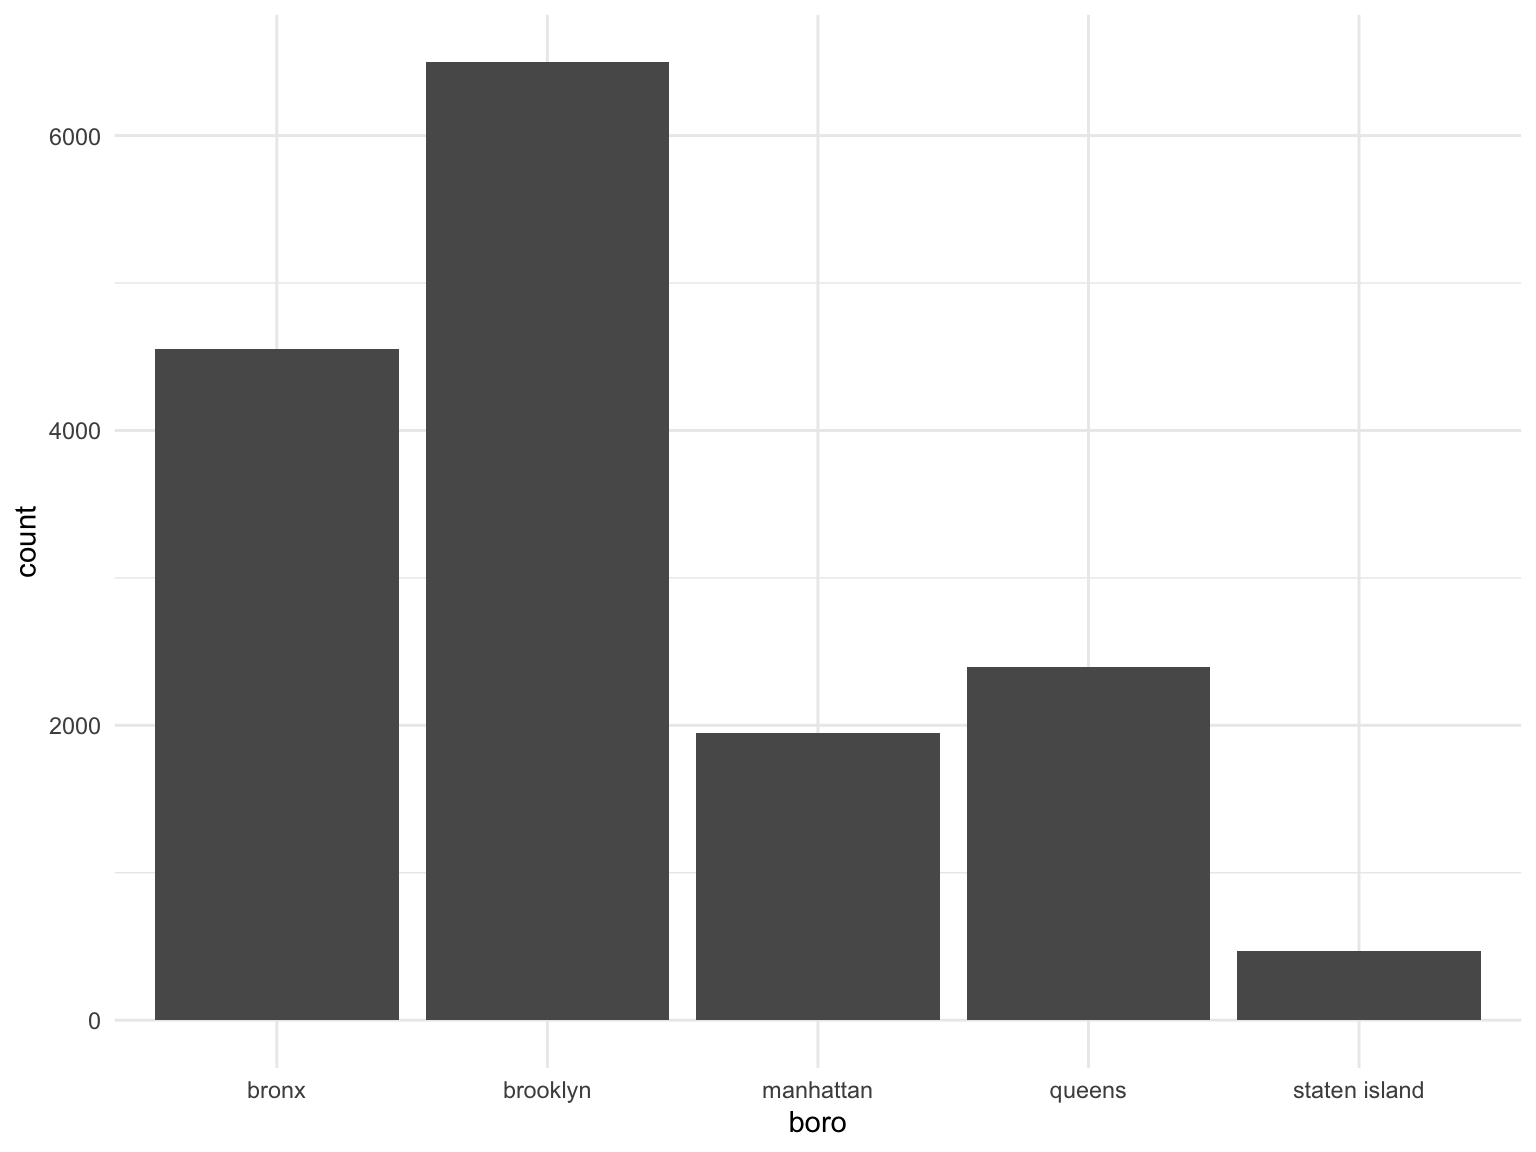 6000
4000
2000
0
count
bronx brooklyn manhattan queens staten island
boro